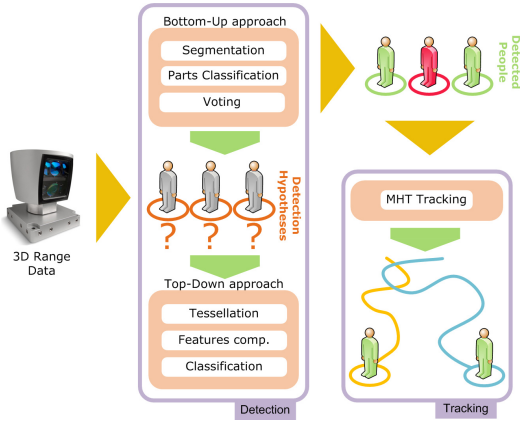 Bottom-Up approach
Segmentation
Parts Classification
Voting
Detection
Hypotheses
?
?
?
Top-Down approach
Tessellation
Features comp.
Classification
Detection
3D Range
Data
Detected
People
MHT Tracking
Tracking